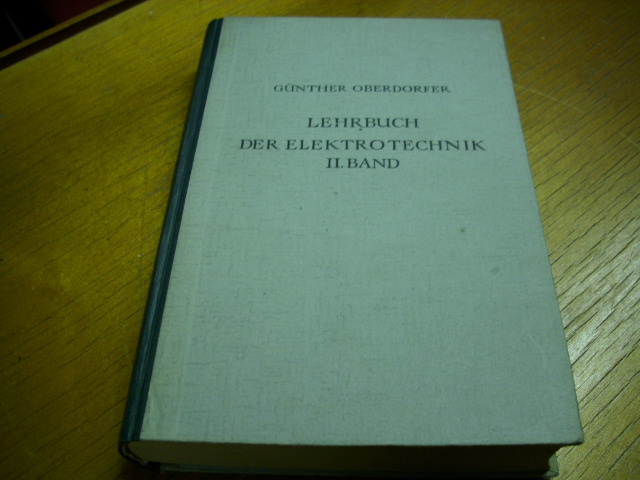 GÜNTHER OBERDORFER
LEHRBUCH
DER ELEKTROTECHNIK
II. BAND